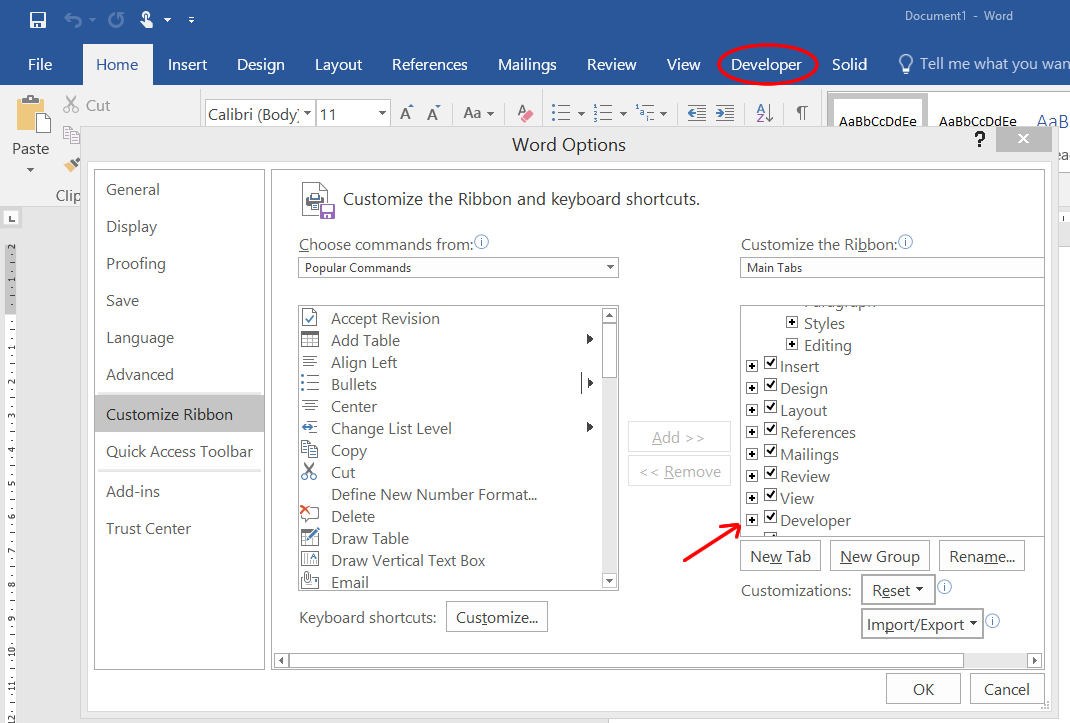 Document1 - Word
File Home Insert Design Layout References Mailings Review View Developer Solid Tell me what you wan
Cut
Calibri (Body) 11 Aa
Paste
AaBbCcDdEe AaBbCcDdEe AaB
Clip
Word Options
?
General
Display
Proofing
Save
Language
Advanced
Customize Ribbon
Quick Access Toolbar
Add-ins
Trust Center
Customize the Ribbon and keyboard shortcuts.
Choose commands from:
Popular Commands
Accept Revision
Add Table
Align Left
Bullets
Center
Change List Level
Copy
Cut
Define New Number Format...
Delete
Draw Table
Draw Vertical Text Box
Email
Keyboard shortcuts: Customize...
Add >>
<< Remove
Customize the Ribbon:
Main Tabs
Paragraph
Styles
Editing
Insert
Design
Layout
References
Mailings
Review
View
Developer
New Tab New Group Rename...
Customizations: Reset
Import/Export
OK Cancel